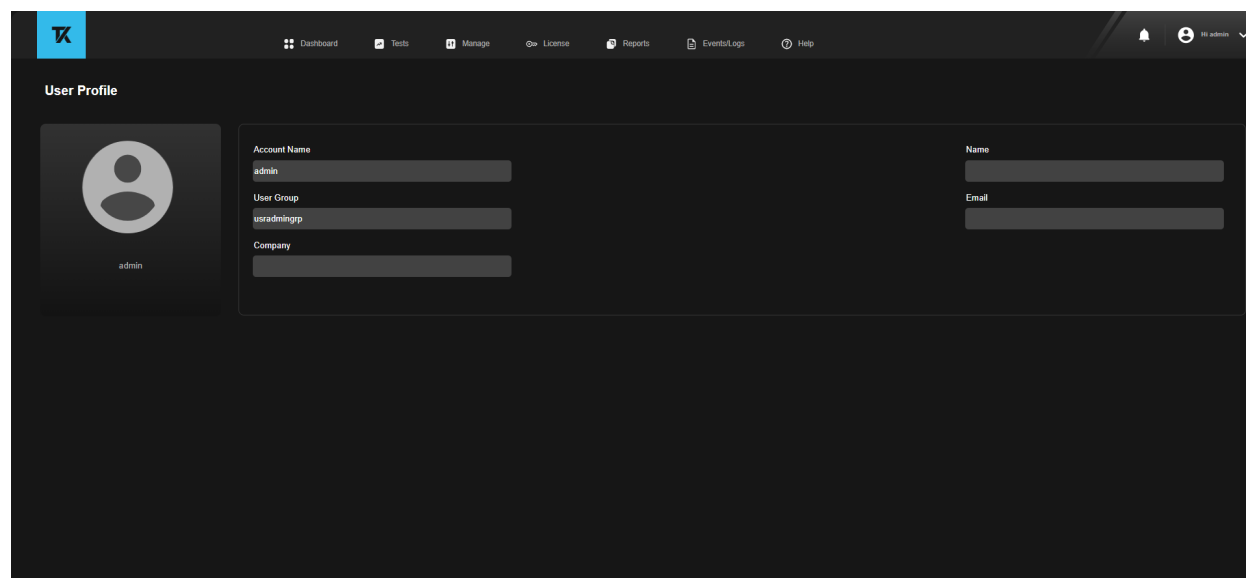 TK
Dashboard Tests Manage License Reports Events/Logs Help Hi admin
User Profile
admin
Account Name
admin
User Group
usradmingrp
Company
Name
Email